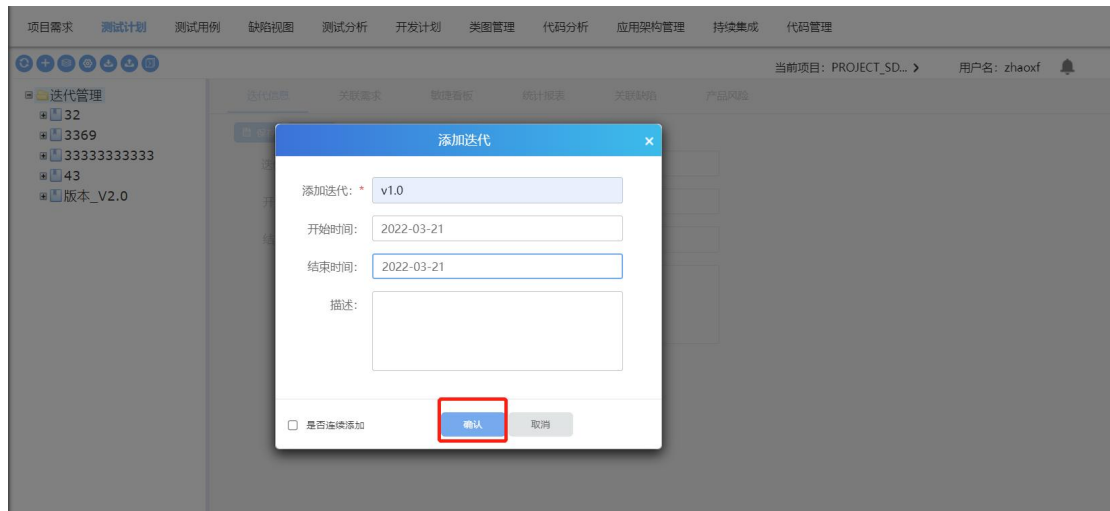 项目需求 测试计划 测试用例 缺陷视图 测试分析 开发计划 类图管理 代码分析 应用架构管理 持续集成 代码管理
当前项目：PROJECT_SD... 用户名：zhaoxf
迭代管理
32
3369
33333333333
43
版本_V2.0
迭代信息 关联需求 敏捷看板 统计报表 关联缺陷 产品风险
添加迭代 ×
添加迭代：* v1.0
开始时间： 2022-03-21
结束时间： 2022-03-21
描述：
是否连续添加 确认 取消